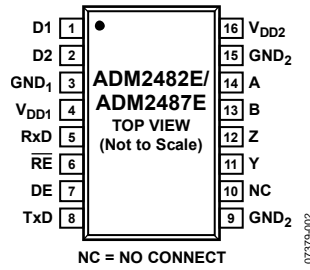 D1 1 16 VDD2
D2 2 15 GND2
GND1 3 14 A
VDD1 4 13 B
RxD 5 12 Z
RE 6 11 Y
DE 7 10 NC
TxD 8 9 GND2
ADM2482E/
ADM2487E
TOP VIEW
(Not to Scale)
NC = NO CONNECT
07379-002